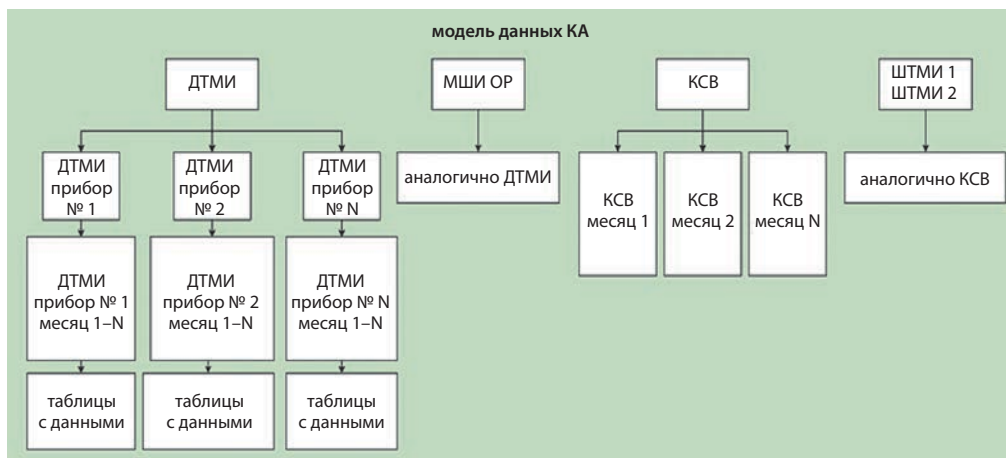 модель данных КА
ДТМИ
МШИ ОР
КСВ
ШТМИ 1
ШТМИ 2
ДТМИ
прибор
№ 1
ДТМИ
прибор
№ 2
ДТМИ
прибор
№ N
аналогично ДТМИ
КСВ
месяц 1
КСВ
месяц 2
КСВ
месяц N
аналогично КСВ
ДТМИ
прибор № 1
месяц 1–N
ДТМИ
прибор № 2
месяц 1–N
ДТМИ
прибор № N
месяц 1–N
таблицы
с данными
таблицы
с данными
таблицы
с данными